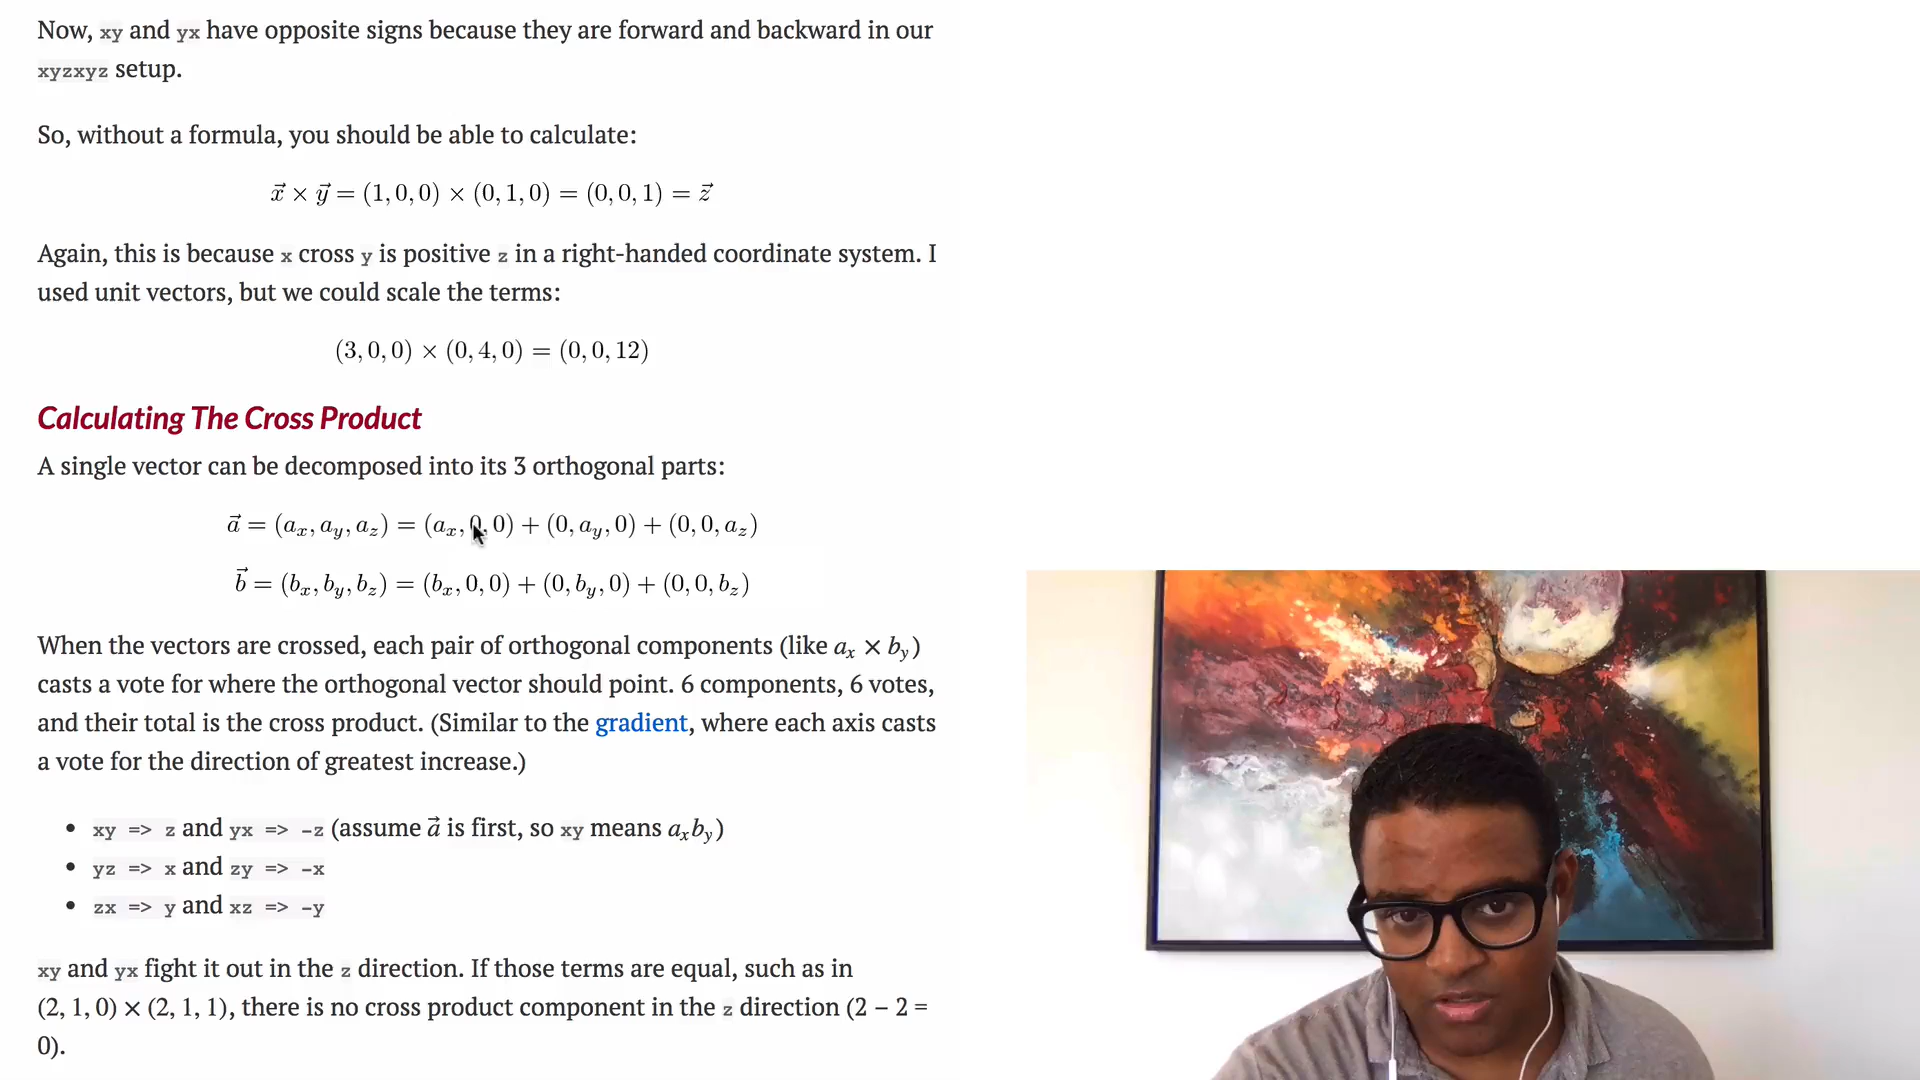 Now, xy and yx have opposite signs because they are forward and backward in our
xyzxyz setup.
So, without a formula, you should be able to calculate:
x⃗ × y⃗ = (1, 0, 0) × (0, 1, 0) = (0, 0, 1) = z⃗
Again, this is because x cross y is positive z in a right-handed coordinate system. I
used unit vectors, but we could scale the terms:
(3, 0, 0) × (0, 4, 0) = (0, 0, 12)
Calculating The Cross Product
A single vector can be decomposed into its 3 orthogonal parts:
a⃗ = (aₓ, a_y, a_z) = (aₓ, 0, 0) + (0, a_y, 0) + (0, 0, a_z)
b⃗ = (bₓ, b_y, b_z) = (bₓ, 0, 0) + (0, b_y, 0) + (0, 0, b_z)
When the vectors are crossed, each pair of orthogonal components (like aₓ × b_y)
casts a vote for where the orthogonal vector should point. 6 components, 6 votes,
and their total is the cross product. (Similar to the gradient, where each axis casts
a vote for the direction of greatest increase.)
• xy => z and yx => -z (assume a⃗ is first, so xy means aₓb_y)
• yz => x and zy => -x
• zx => y and xz => -y
xy and yx fight it out in the z direction. If those terms are equal, such as in
(2, 1, 0) × (2, 1, 1), there is no cross product component in the z direction (2 – 2 =
0).